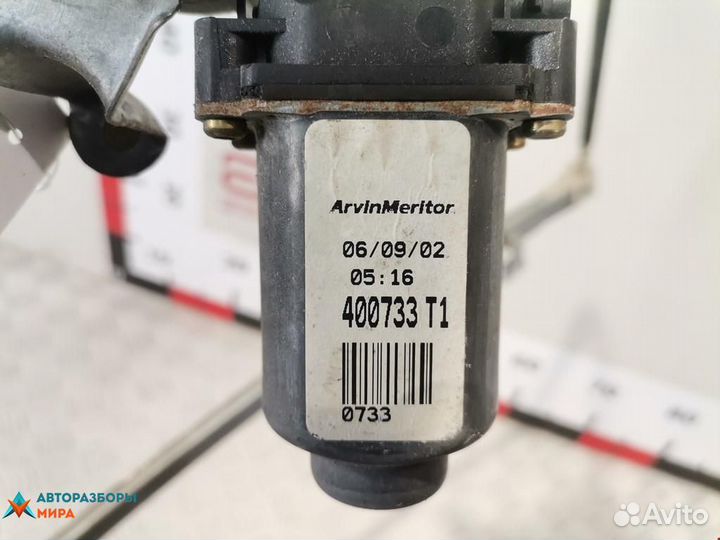 ArvinMeritor
06/09/02
05:16
400733 T1
0733
АВТОРАЗБОРЫ
МИРА
Avito